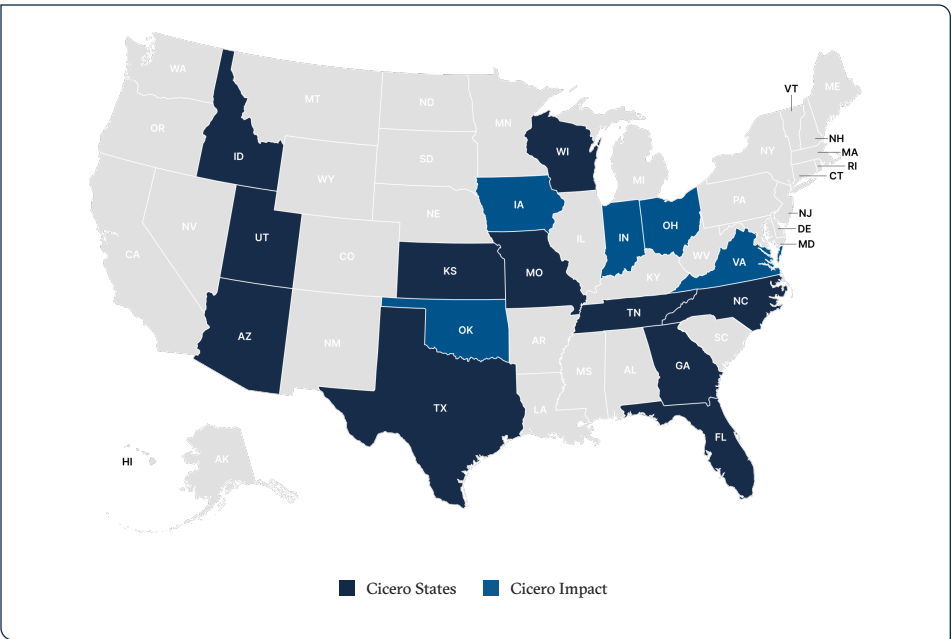 WA
MT
ND
MN
VT
ME
OR
ID
SD
WI
NH
NY
MA
MI
RI
WY
CT
IA
NE
PA
NJ
NV
UT
IL
IN
OH
DE
CA
CO
WV
MD
VA
KS
MO
KY
NC
TN
AZ
NM
OK
AR
SC
GA
MS
AL
TX
LA
FL
HI
AK
Cicero States
Cicero Impact